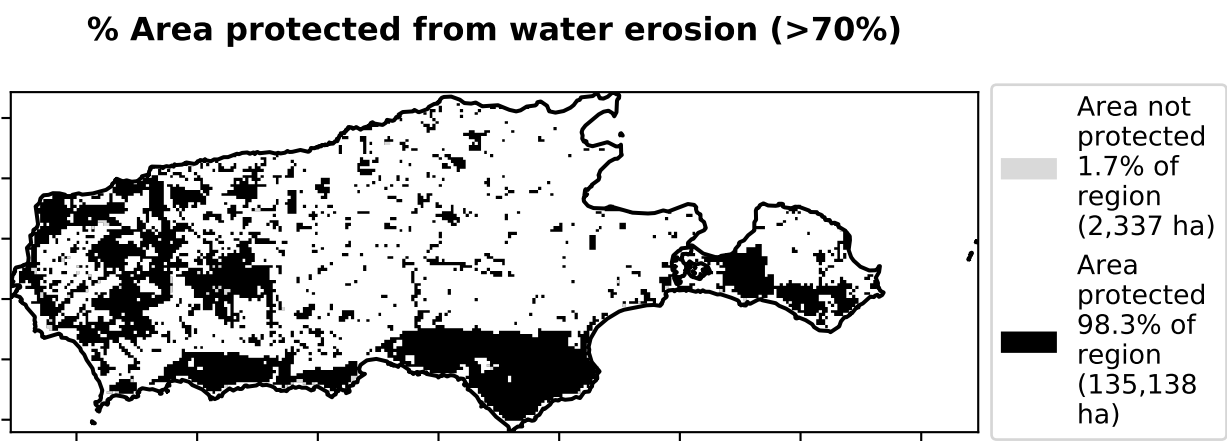 % Area protected from water erosion (>70%)
Area not
protected
1.7% of
region
(2,337 ha)
Area
protected
98.3% of
region
(135,138
ha)